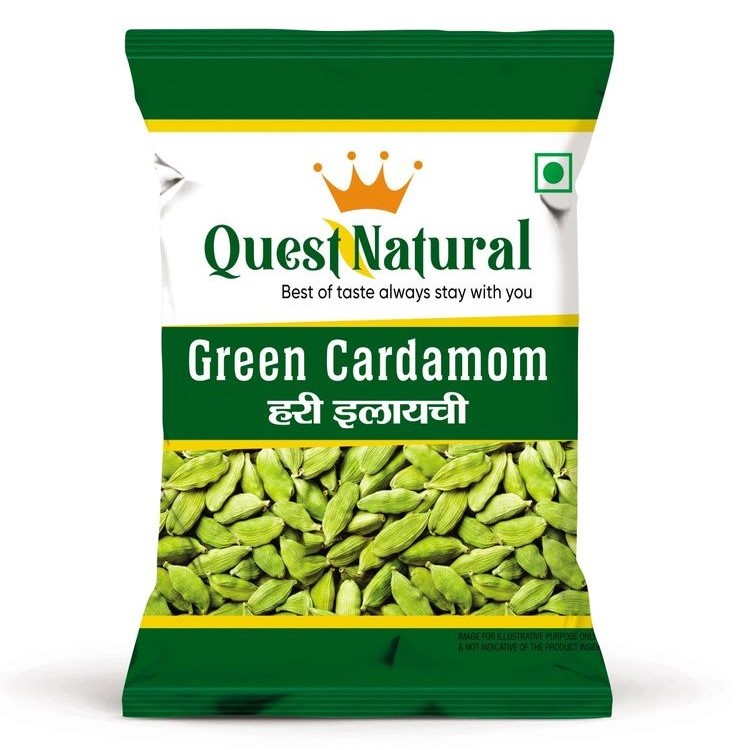 Quest Natural
Best of taste always stay with you
Green Cardamom
हरी इलायची
IMAGE FOR ILLUSTRATIVE PURPOSE ONLY
& NOT INDICATIVE OF THE PRODUCT INSIDE